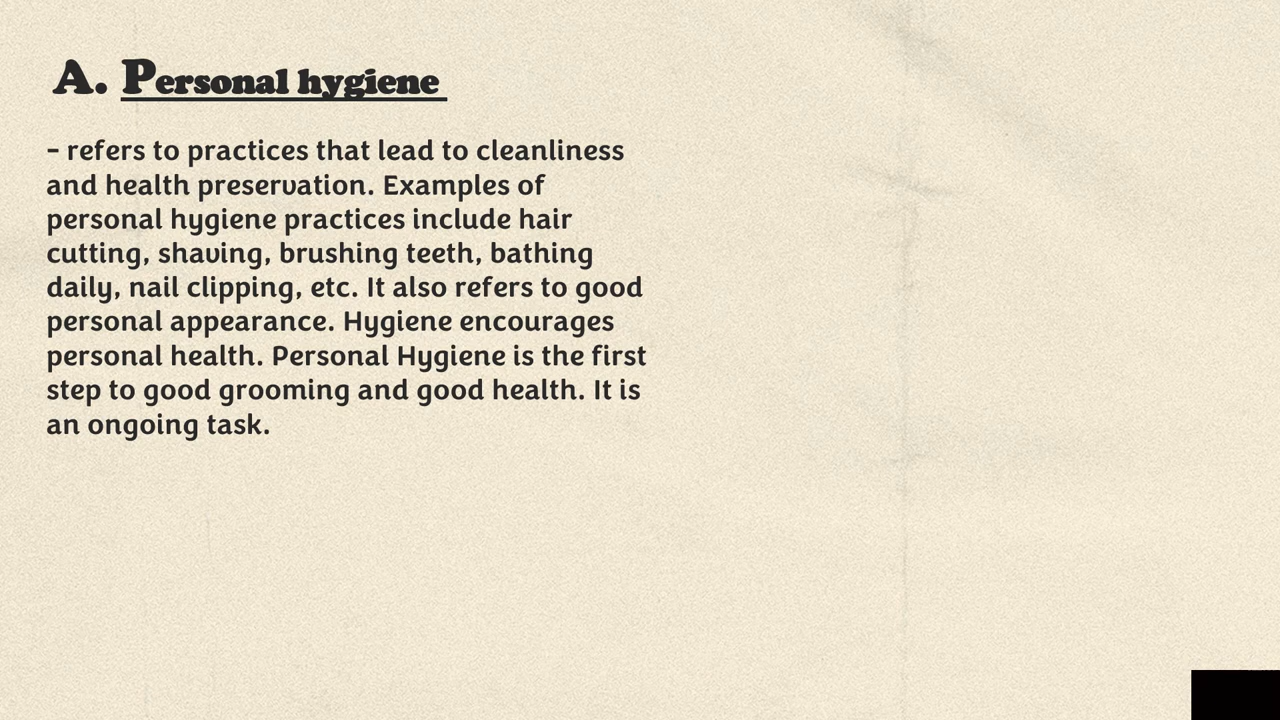 A. Personal hygiene
- refers to practices that lead to cleanliness
and health preservation. Examples of
personal hygiene practices include hair
cutting, shaving, brushing teeth, bathing
daily, nail clipping, etc. It also refers to good
personal appearance. Hygiene encourages
personal health. Personal Hygiene is the first
step to good grooming and good health. It is
an ongoing task.